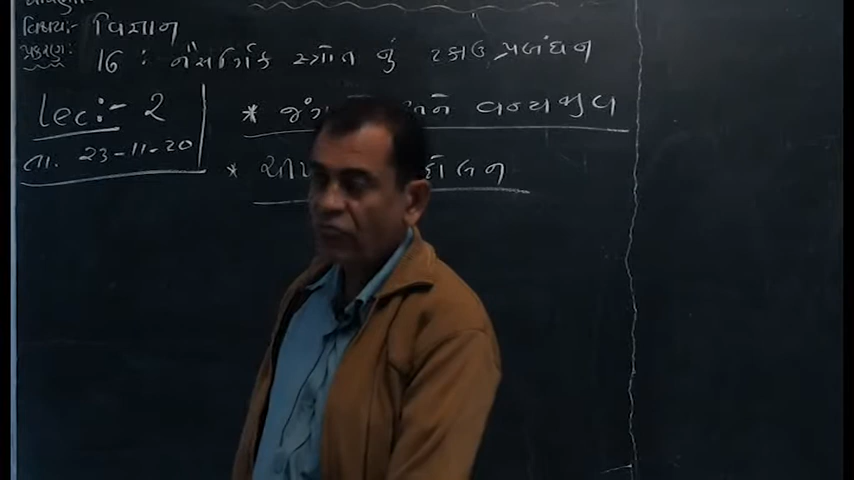 વિષય:- વિજ્ઞાન
પ્રકરણ: 16 : નૈસર્ગિક સ્ત્રોત નું ટકાઉ પ્રબંધન
Lec:- 2
* વન્યજીવ
તા. 23-11-20
*